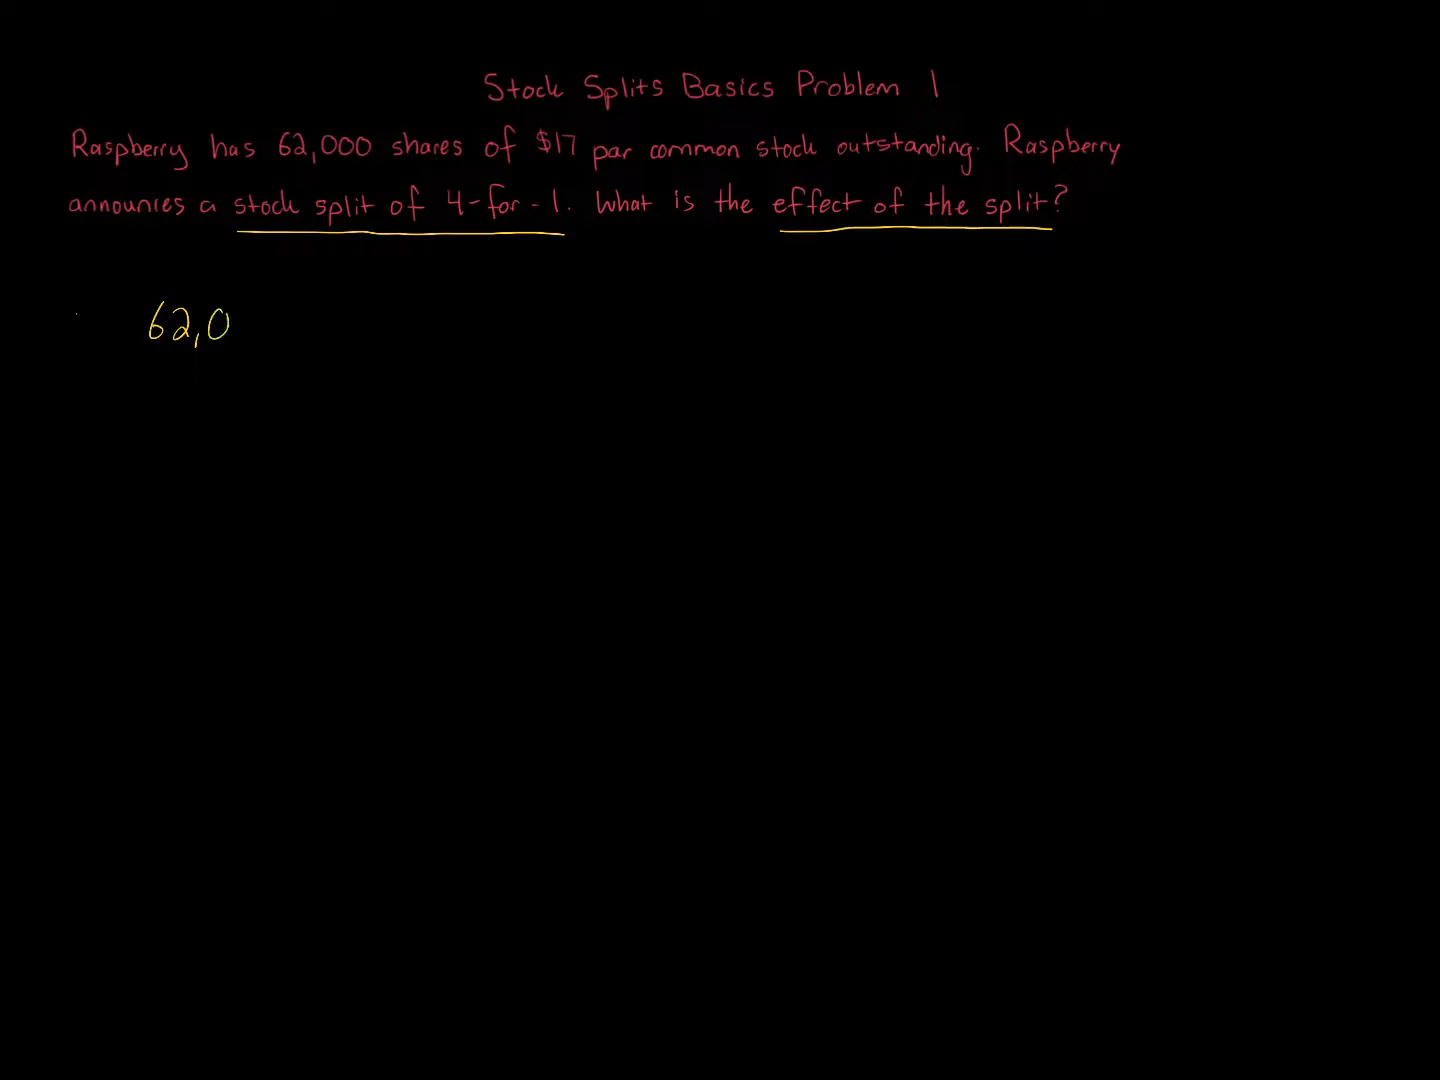 Stock Splits Basics Problem 1
Raspberry has 62,000 shares of $17 par common stock outstanding. Raspberry
announces a stock split of 4-for-1. What is the effect of the split?
62,0